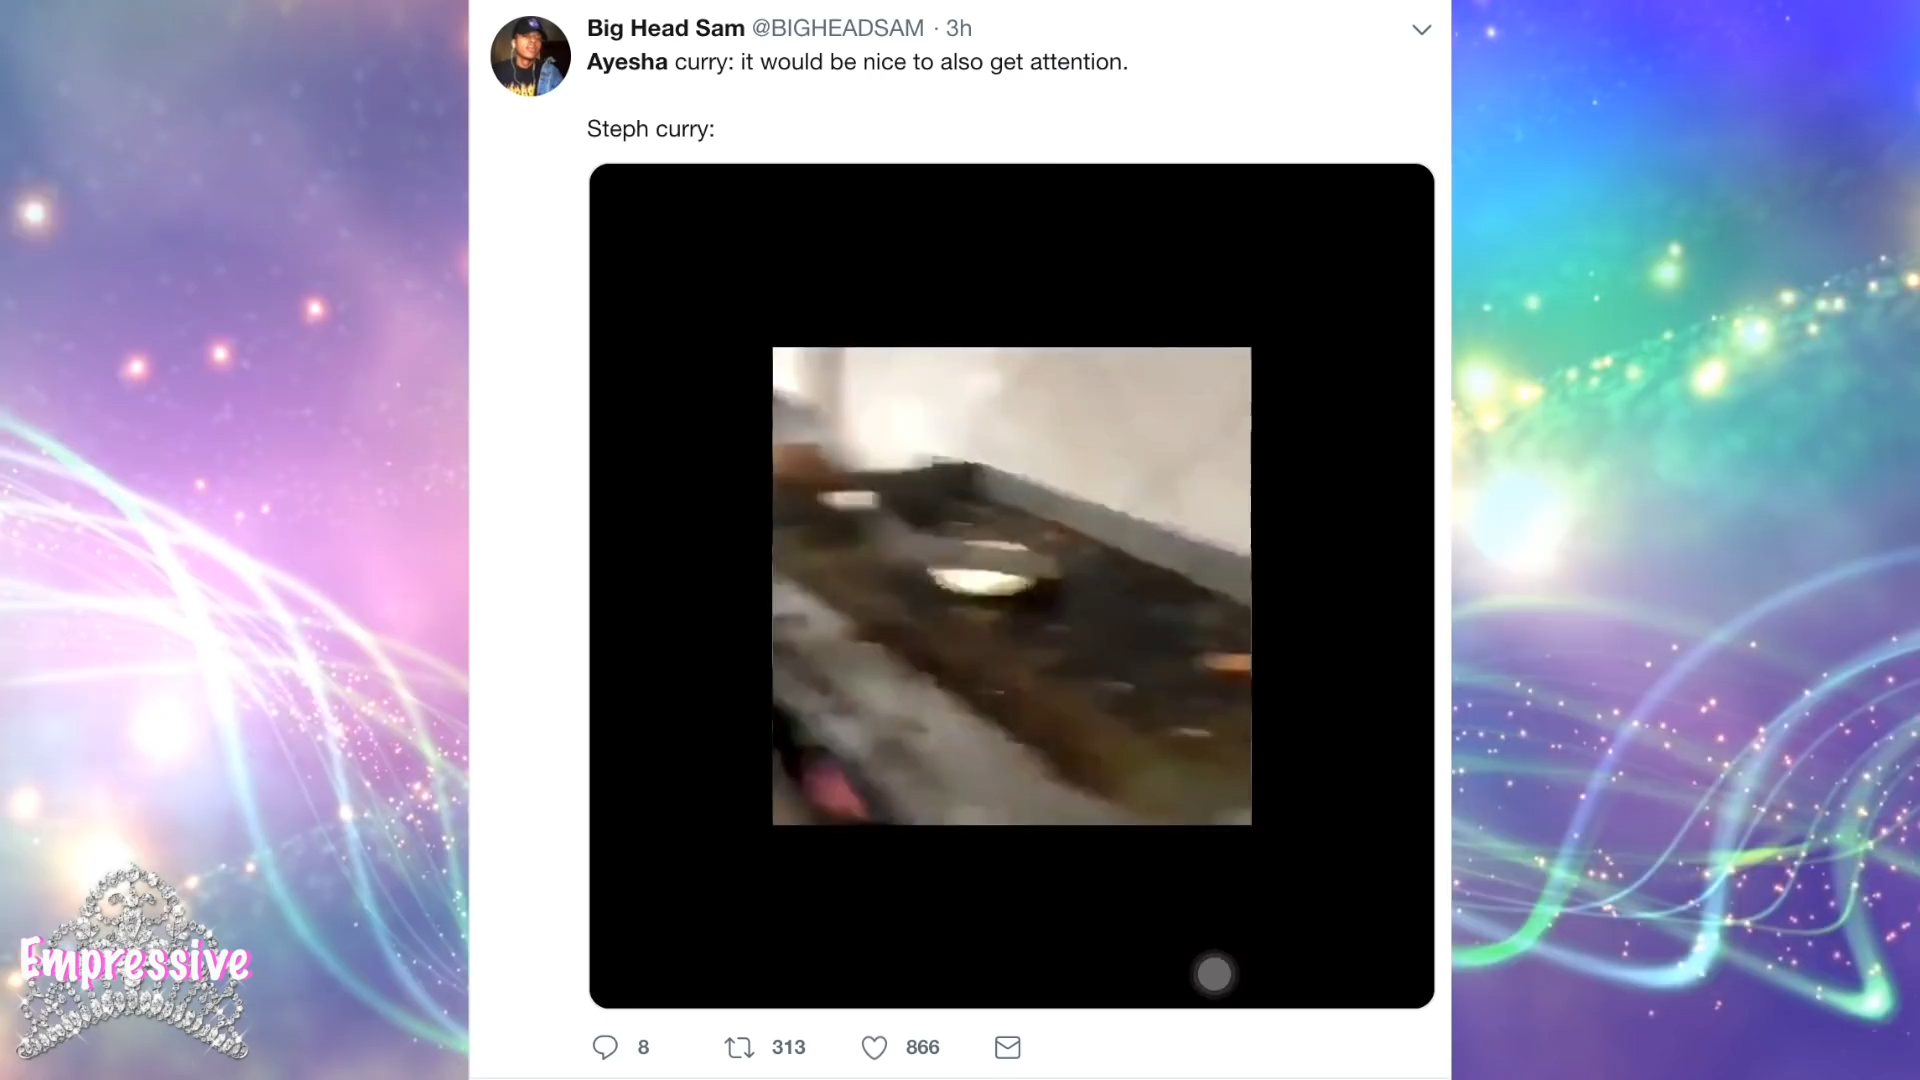 Big Head Sam @BIGHEADSAM · 3h
Ayesha curry: it would be nice to also get attention.
Steph curry:
8 313 866
Empressive